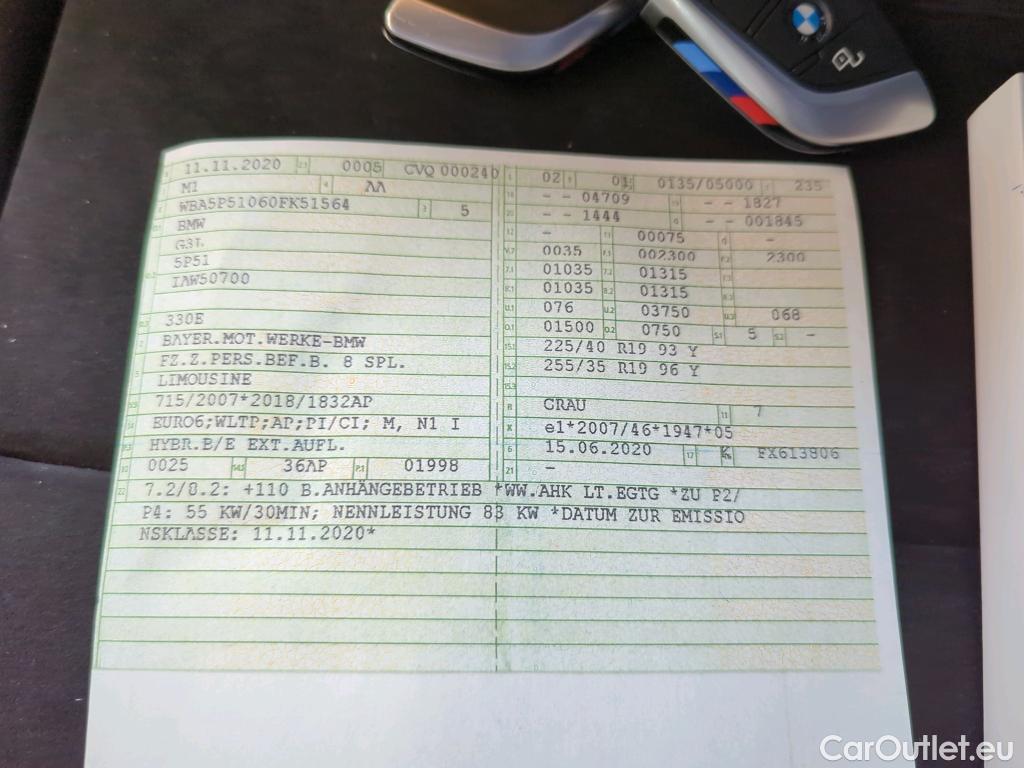 11.11.2020 0005 CVQ 000240
M1 AA
WBA5P51060FK51564 5
BMW
G3L
5P51
IAW50700
330E
BAYER.MOT.WERKE-BMW
FZ.Z.PERS.BEF.B. 8 SPL.
LIMOUSINE
715/2007*2018/1832AP
EURO6;WLTP;AP;PI/CI; M, N1 I
HYBR.B/E EXT.AUFL.
0025 36AP P.1 01998
02 01 0135/05000 235
- - 04709 - - 1827
- - 1444 - - 001845
- 00075 -
0035 002300 2300
01035 01315
01035 01315
076 03750 068
01500 0750 5 -
225/40 R19 93 Y
255/35 R19 96 Y
GRAU 7
e1*2007/46*1947*05
15.06.2020 K FX613806
-
7.2/8.2: +110 B.ANHÄNGEBETRIEB *WW.AHK LT.EGTG *ZU P2/
P4: 55 KW/30MIN; NENNLEISTUNG 83 KW *DATUM ZUR EMISSIO
NSKLASSE: 11.11.2020*
CarOutlet.eu